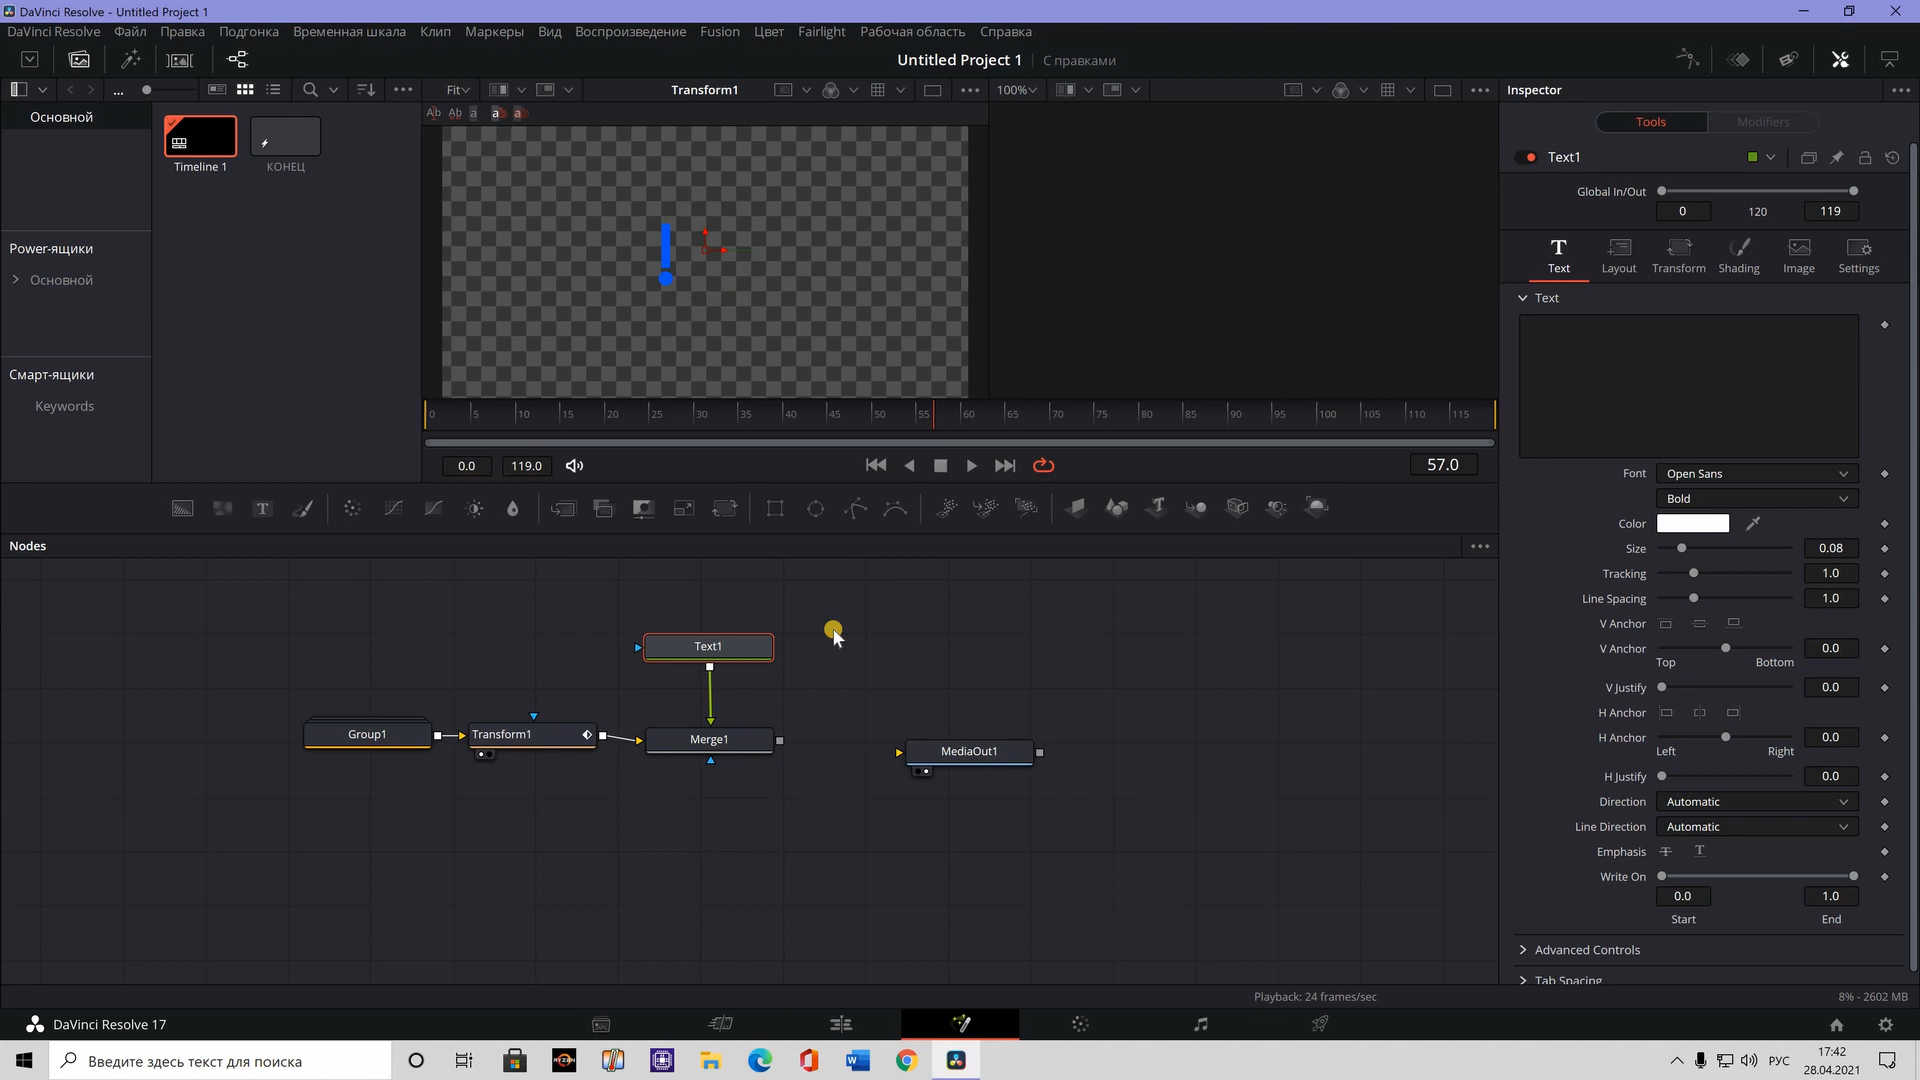 DaVinci Resolve - Untitled Project 1
DaVinci Resolve Файл Правка Подгонка Временная шкала Клип Маркеры Вид Воспроизведение Fusion Цвет Fairlight Рабочая область Справка
Untitled Project 1 С правками
... Fit Transform1 100% Inspector
Основной
Timeline 1
КОНЕЦ
Power-ящики
Основной
Смарт-ящики
Keywords
0 5 10 15 20 25 30 35 40 45 50 55 60 65 70 75 80 85 90 95 100 105 110 115
0.0 119.0 57.0
Nodes
Text1
Group1
Transform1
Merge1
MediaOut1
Tools Modifiers
Text1
Global In/Out
0 120 119
Text Layout Transform Shading Image Settings
Text
Font Open Sans
Bold
Color
Size 0.08
Tracking 1.0
Line Spacing 1.0
V Anchor
V Anchor 0.0
Top Bottom
V Justify 0.0
H Anchor
H Anchor 0.0
Left Right
H Justify 0.0
Direction Automatic
Line Direction Automatic
Emphasis T T
Write On
0.0 1.0
Start End
Advanced Controls
Tab Spacing
Playback: 24 frames/sec 8% - 2602 MB
DaVinci Resolve 17
Введите здесь текст для поиска
RYZEN
РУС
17:42
28.04.2021